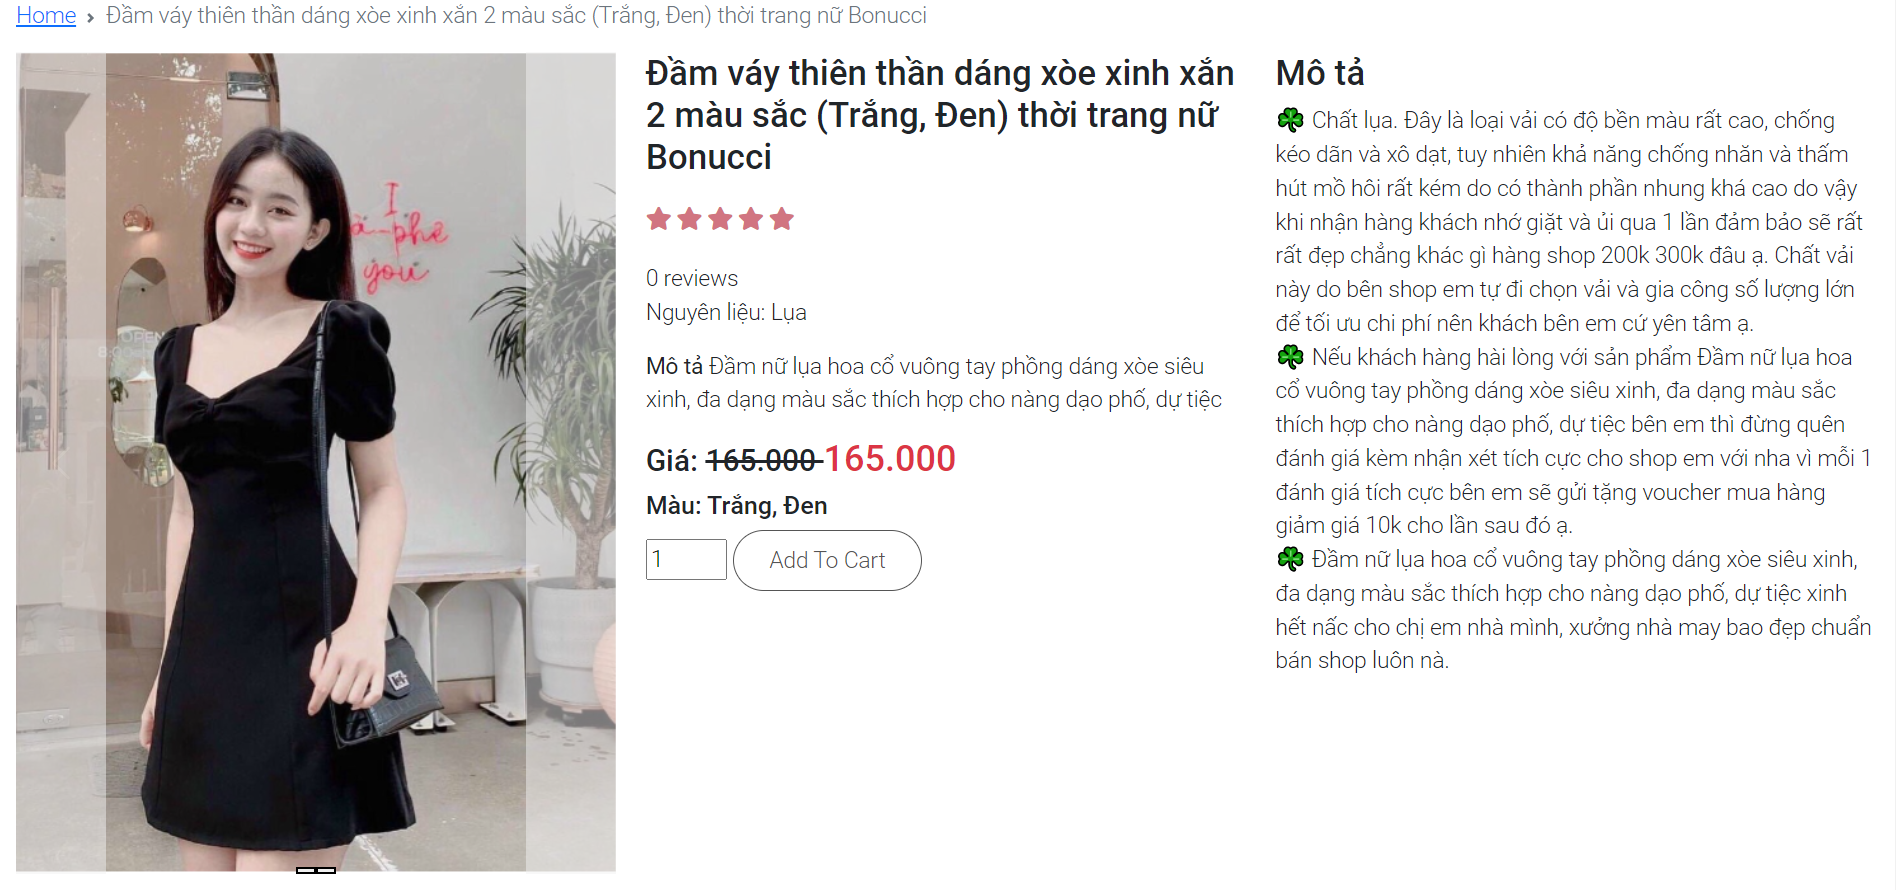 Home › Đầm váy thiên thần dáng xòe xinh xắn 2 màu sắc (Trắng, Đen) thời trang nữ Bonucci
I
à phê
you
OPEN
Đầm váy thiên thần dáng xòe xinh xắn
2 màu sắc (Trắng, Đen) thời trang nữ
Bonucci
0 reviews
Nguyên liệu: Lụa
Mô tả Đầm nữ lụa hoa cổ vuông tay phồng dáng xòe siêu
xinh, đa dạng màu sắc thích hợp cho nàng dạo phố, dự tiệc
Giá: 165.000 165.000
Màu: Trắng, Đen
1 Add To Cart
Mô tả
☘ Chất lụa. Đây là loại vải có độ bền màu rất cao, chống
kéo dãn và xô dạt, tuy nhiên khả năng chống nhăn và thấm
hút mồ hôi rất kém do có thành phần nhung khá cao do vậy
khi nhận hàng khách nhớ giặt và ủi qua 1 lần đảm bảo sẽ rất
rất đẹp chẳng khác gì hàng shop 200k 300k đâu ạ. Chất vải
này do bên shop em tự đi chọn vải và gia công số lượng lớn
để tối ưu chi phí nên khách bên em cứ yên tâm ạ.
☘ Nếu khách hàng hài lòng với sản phẩm Đầm nữ lụa hoa
cổ vuông tay phồng dáng xòe siêu xinh, đa dạng màu sắc
thích hợp cho nàng dạo phố, dự tiệc bên em thì đừng quên
đánh giá kèm nhận xét tích cực cho shop em với nha vì mỗi 1
đánh giá tích cực bên em sẽ gửi tặng voucher mua hàng
giảm giá 10k cho lần sau đó ạ.
☘ Đầm nữ lụa hoa cổ vuông tay phồng dáng xòe siêu xinh,
đa dạng màu sắc thích hợp cho nàng dạo phố, dự tiệc xinh
hết nấc cho chị em nhà mình, xưởng nhà may bao đẹp chuẩn
bán shop luôn nà.